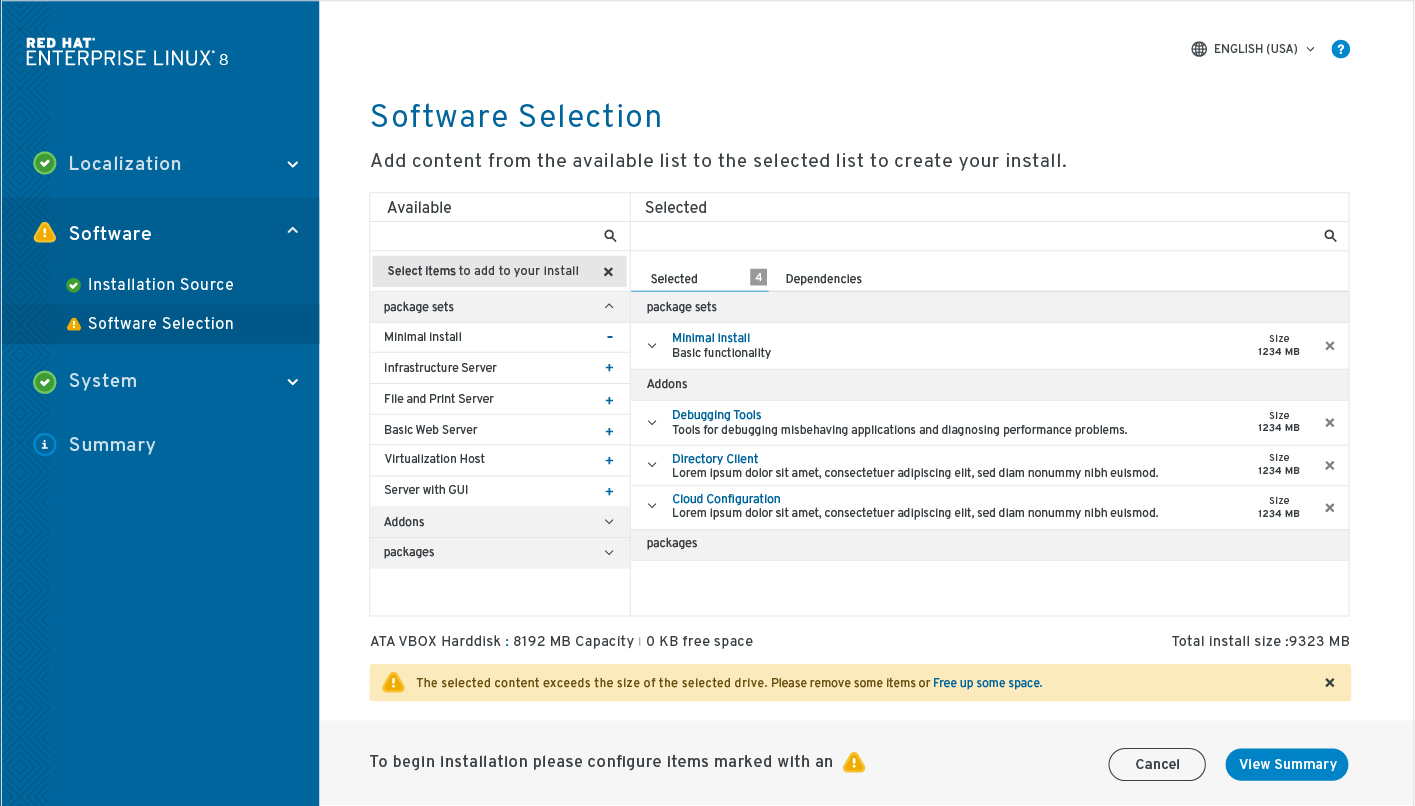 RED HAT
ENTERPRISE LINUX 8
Localization
Software
Installation Source
Software Selection
System
Summary
ENGLISH (USA)
?
Software Selection
Add content from the available list to the selected list to create your install.
Available
Select items to add to your install
package sets
Minimal install
Infrastructure Server
File and Print Server
Basic Web Server
Virtualization Host
Server with GUI
Addons
packages
Selected
Selected 4 Dependencies
package sets
Minimal install
Basic functionality
Size
1234 MB
Addons
Debugging Tools
Tools for debugging misbehaving applications and diagnosing performance problems.
Size
1234 MB
Directory Client
Lorem ipsum dolor sit amet, consectetuer adipiscing elit, sed diam nonummy nibh euismod.
Size
1234 MB
Cloud Configuration
Lorem ipsum dolor sit amet, consectetuer adipiscing elit, sed diam nonummy nibh euismod.
Size
1234 MB
packages
ATA VBOX Harddisk : 8192 MB Capacity | 0 KB free space
Total install size :9323 MB
The selected content exceeds the size of the selected drive. Please remove some items or Free up some space.
To begin installation please configure items marked with an
Cancel
View Summary